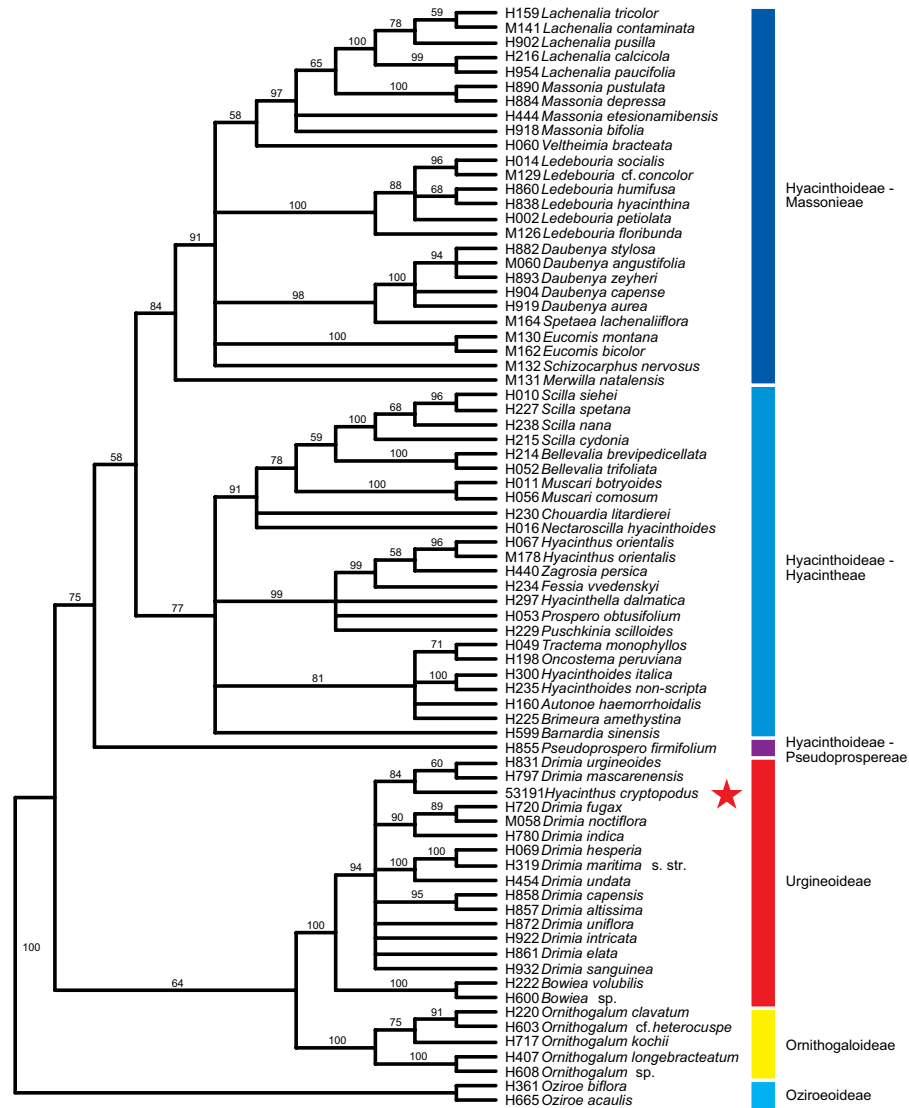 59
H159 Lachenalia tricolor
78
M141 Lachenalia contaminata
100
H902 Lachenalia pusilla
65
99
H216 Lachenalia calcicola
H954 Lachenalia paucifolia
97
100
H890 Massonia pustulata
H884 Massonia depressa
58
H444 Massonia etesionamibensis
H918 Massonia bifolia
H060 Veltheimia bracteata
96
H014 Ledebouria socialis
M129 Ledebouria cf. concolor
88
68
H860 Ledebouria humifusa
Hyacinthoideae -
Massonieae
100
H838 Ledebouria hyacinthina
H002 Ledebouria petiolata
M126 Ledebouria floribunda
91
94
H882 Daubenya stylosa
M060 Daubenya angustifolia
100
H893 Daubenya zeyheri
98
H904 Daubenya capense
H919 Daubenya aurea
84
M164 Spetaea lachenaliiflora
100
M130 Eucomis montana
M162 Eucomis bicolor
M132 Schizocarphus nervosus
M131 Merwilla natalensis
96
H010 Scilla siehei
68
H227 Scilla spetana
100
H238 Scilla nana
59
H215 Scilla cydonia
58
78
100
H214 Bellevalia brevipedicellata
H052 Bellevalia trifoliata
91
100
H011 Muscari botryoides
H056 Muscari comosum
H230 Chouardia litardierei
H016 Nectaroscilla hyacinthoides
96
H067 Hyacinthus orientalis
58
M178 Hyacinthus orientalis
Hyacinthoideae -
Hyacintheae
99
H440 Zagrosia persica
H234 Fessia vvedenskyi
75
99
H297 Hyacinthella dalmatica
77
H053 Prospero obtusifolium
H229 Puschkinia scilloides
71
H049 Tractema monophyllos
H198 Oncostema peruviana
81
100
H300 Hyacinthoides italica
H235 Hyacinthoides non-scripta
H160 Autonoe haemorrhoidalis
H225 Brimeura amethystina
H599 Barnardia sinensis
H855 Pseudoprospero firmifolium
Hyacinthoideae -
Pseudoprospereae
60
H831 Drimia urgineoides
84
H797 Drimia mascarenensis
53191 Hyacinthus cryptopodus
89
H720 Drimia fugax
90
M058 Drimia noctiflora
H780 Drimia indica
100
H069 Drimia hesperia
94
100
H319 Drimia maritima s. str.
H454 Drimia undata
Urgineoideae
95
H858 Drimia capensis
H857 Drimia altissima
H872 Drimia uniflora
100
H922 Drimia intricata
100
H861 Drimia elata
H932 Drimia sanguinea
64
100
H222 Bowiea volubilis
H600 Bowiea sp.
91
H220 Ornithogalum clavatum
75
H603 Ornithogalum cf. heterocuspe
100
H717 Ornithogalum kochii
Ornithogaloideae
100
H407 Ornithogalum longebracteatum
H608 Ornithogalum sp.
H361 Oziroe biflora
Oziroeoideae
H665 Oziroe acaulis